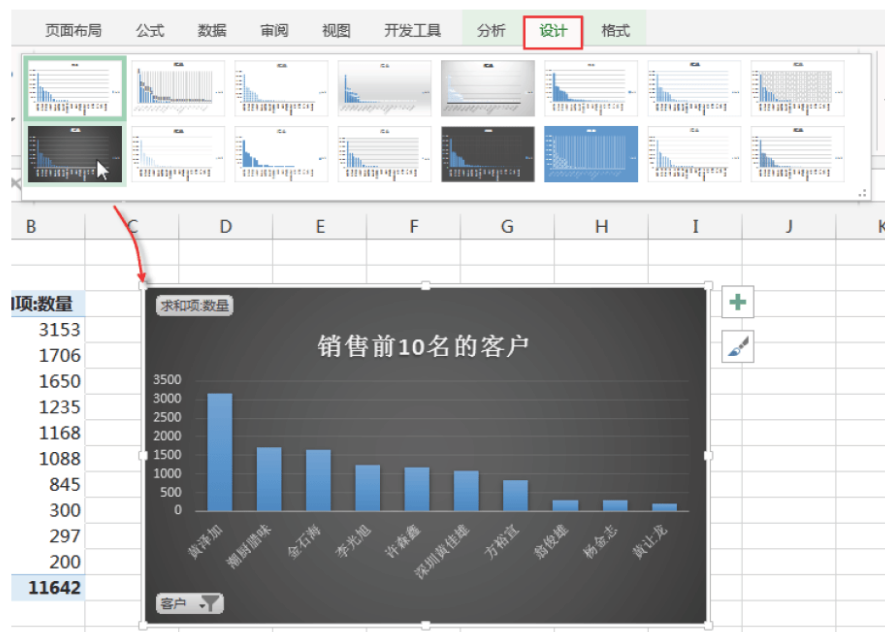 页面布局 公式 数据 审阅 视图 开发工具 分析 设计 格式
B C D E F G H I J K
项:数量
3153
1706
1650
1235
1168
1088
845
300
297
200
11642
求和项:数量
销售前10名的客户
3500
3000
2500
2000
1500
1000
500
0
黄泽加 潮厨腊味 金石海 李光旭 许森鑫 深圳黄佳雄 方裕宣 翁俊雄 杨金志 黄让龙
客户